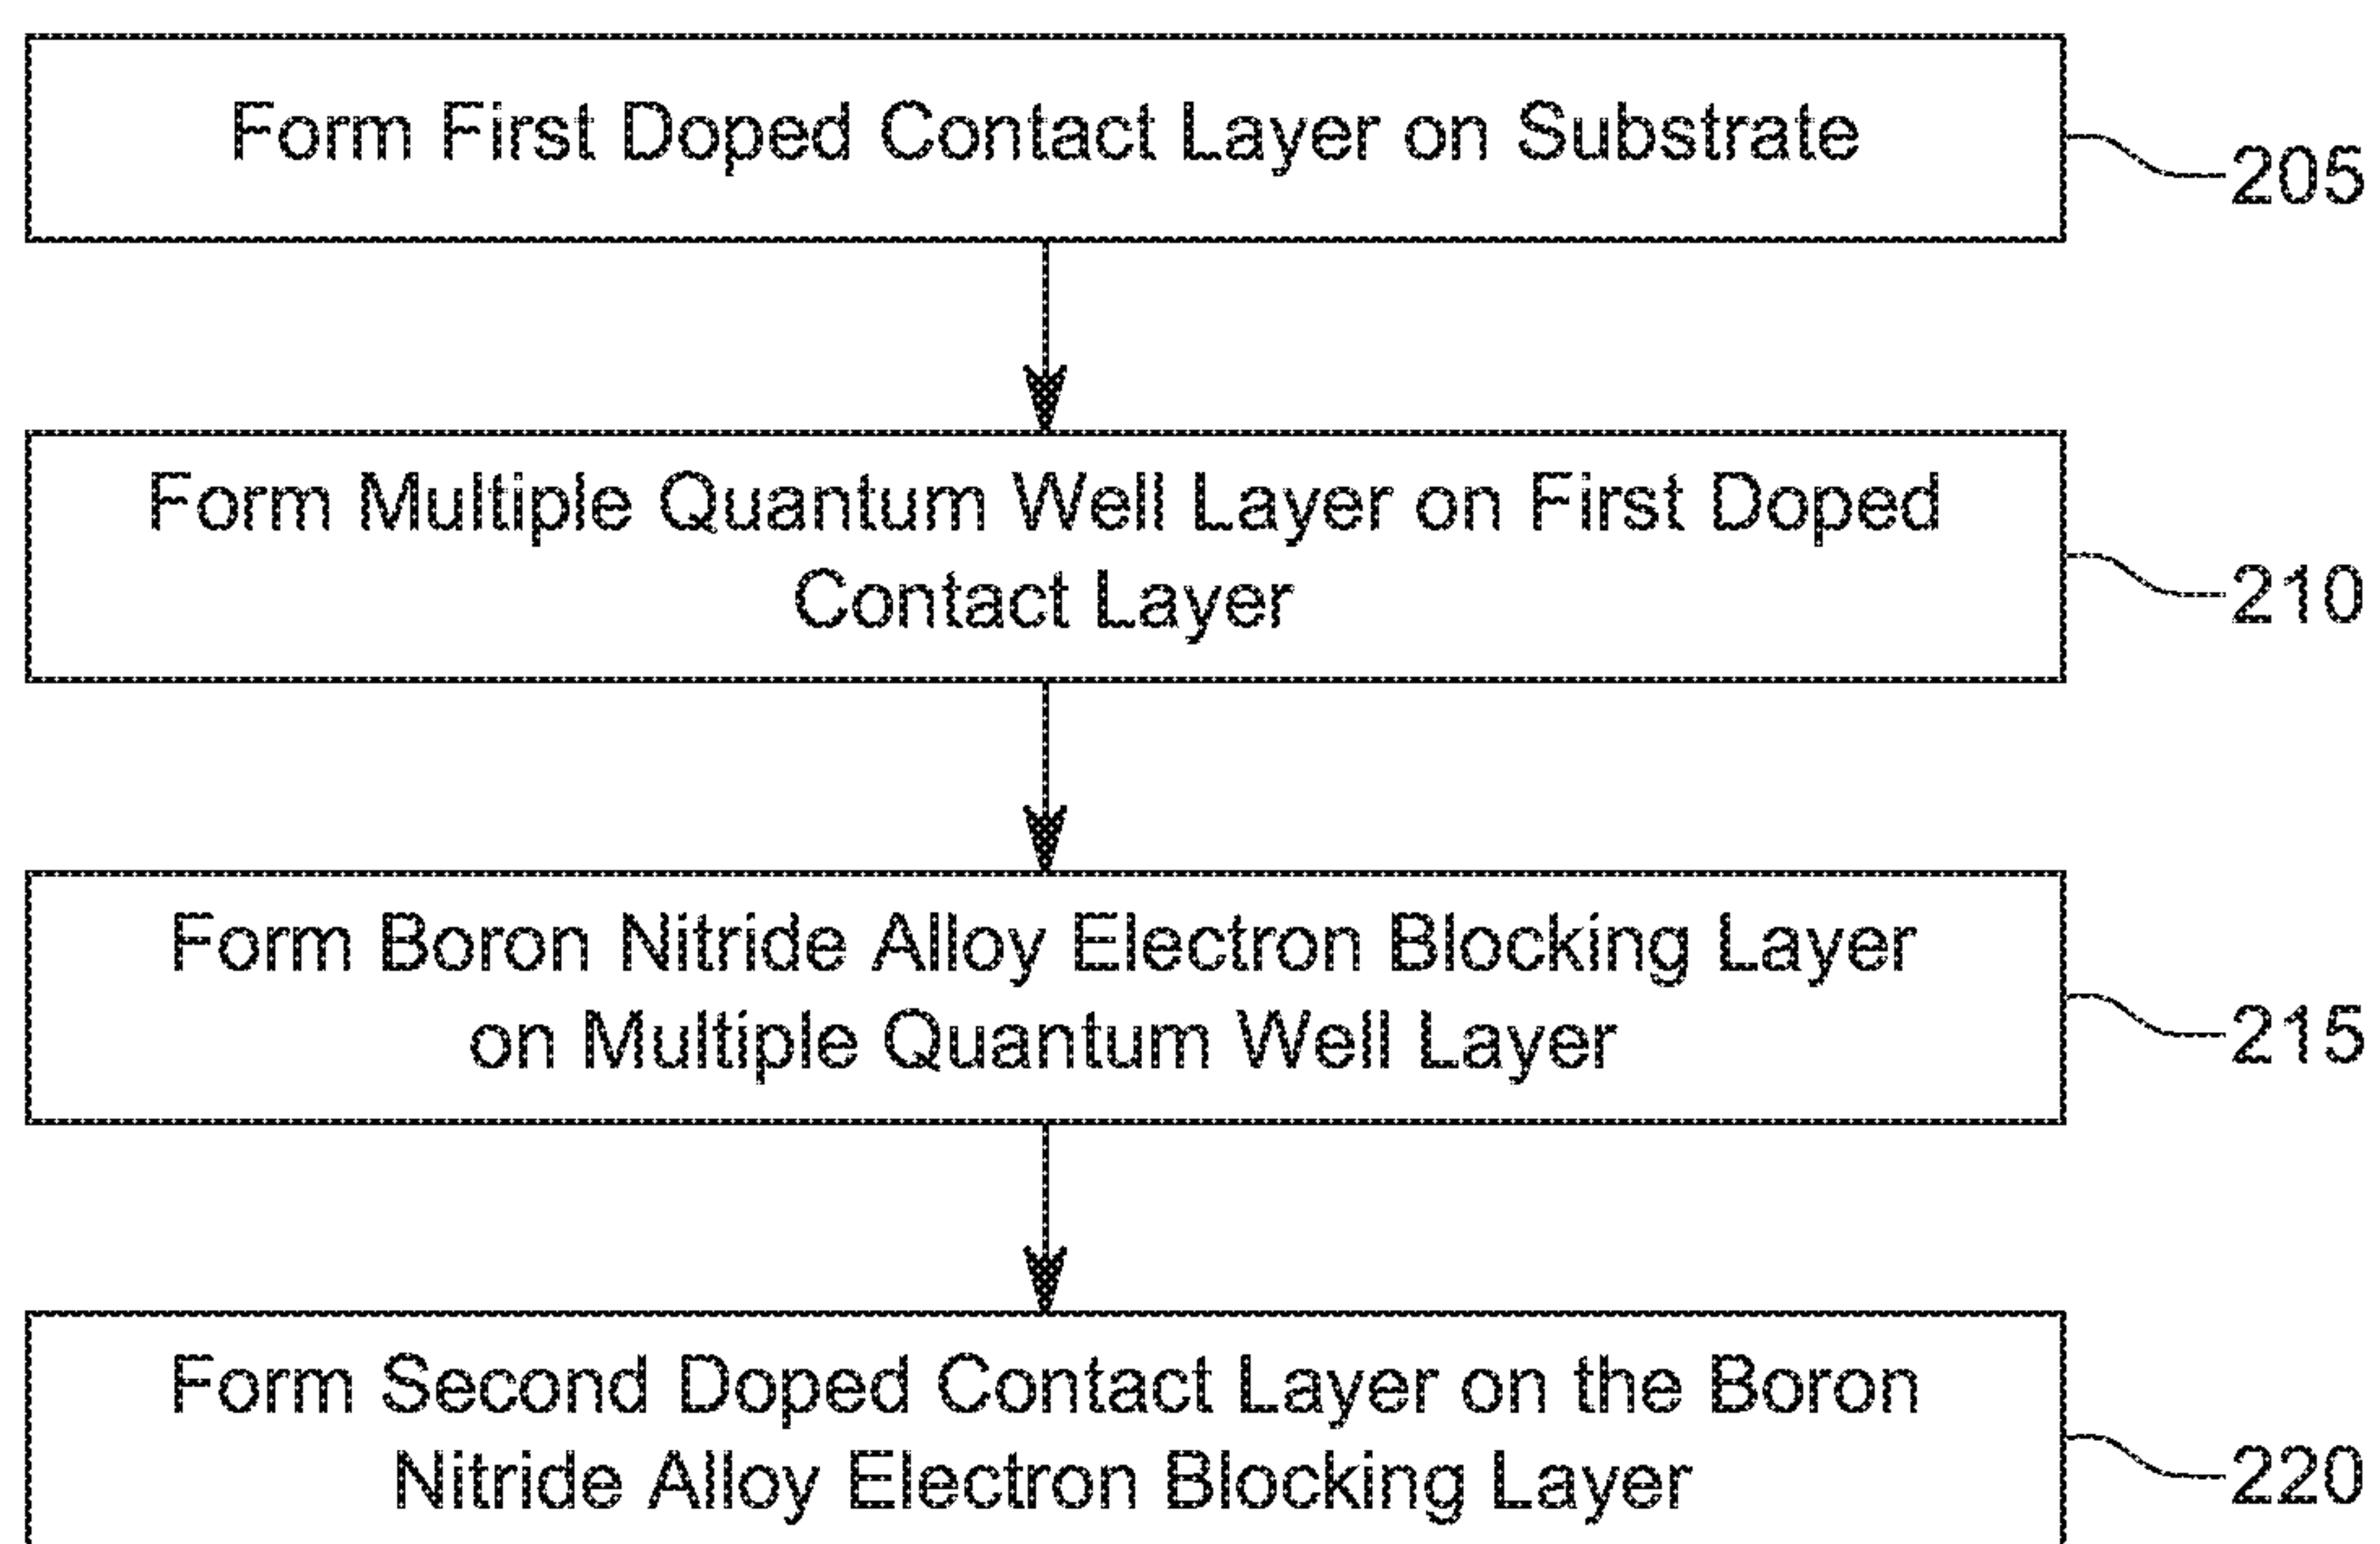 Form First Doped Contact Layer on Substrate
205
Form Multiple Quantum Well Layer on First Doped
Contact Layer
210
Form Boron Nitride Alloy Electron Blocking Layer
on Multiple Quantum Well Layer
215
Form Second Doped Contact Layer on the Boron
Nitride Alloy Electron Blocking Layer
220